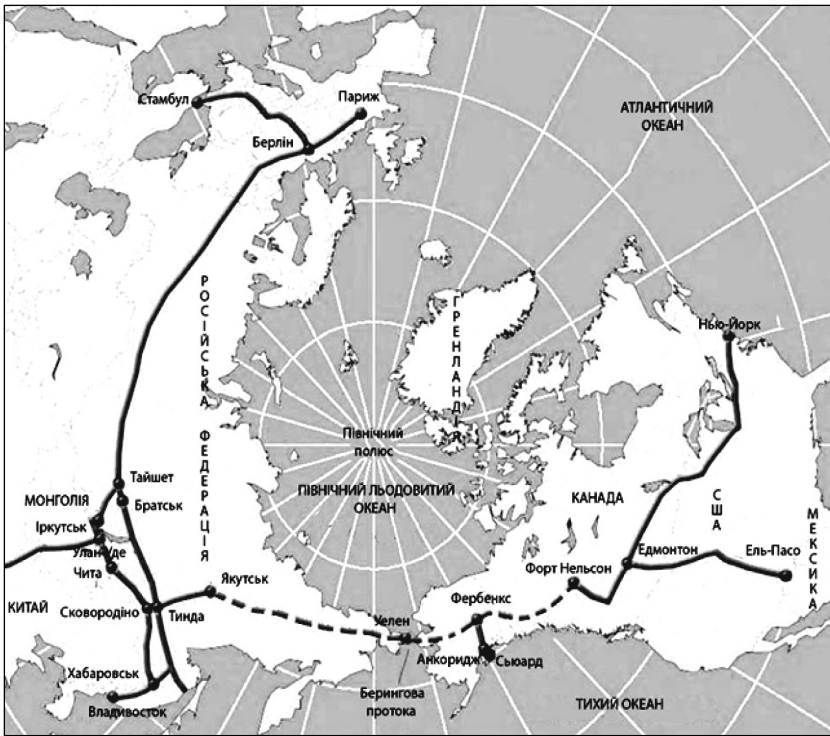 Стамбул
Париж
Берлін
АТЛАНТИЧНИЙ
ОКЕАН
РОСІЙСЬКА ФЕДЕРАЦІЯ
ГРЕНЛАНДІЯ
Нью-Йорк
Північний
полюс
ПІВНІЧНИЙ ЛЬОДОВИТИЙ
ОКЕАН
Тайшет
Братськ
МОНГОЛІЯ
Іркутськ
Улан-Уде
Чита
КИТАЙ
Сковородіно
Тинда
Якутськ
Уелен
Фербенкс
Форт Нельсон
КАНАДА
США
МЕКСИКА
Едмонтон
Ель-Пасо
Анкоридж
Сьюард
Хабаровськ
Владивосток
Берингова
протока
ТИХИЙ ОКЕАН